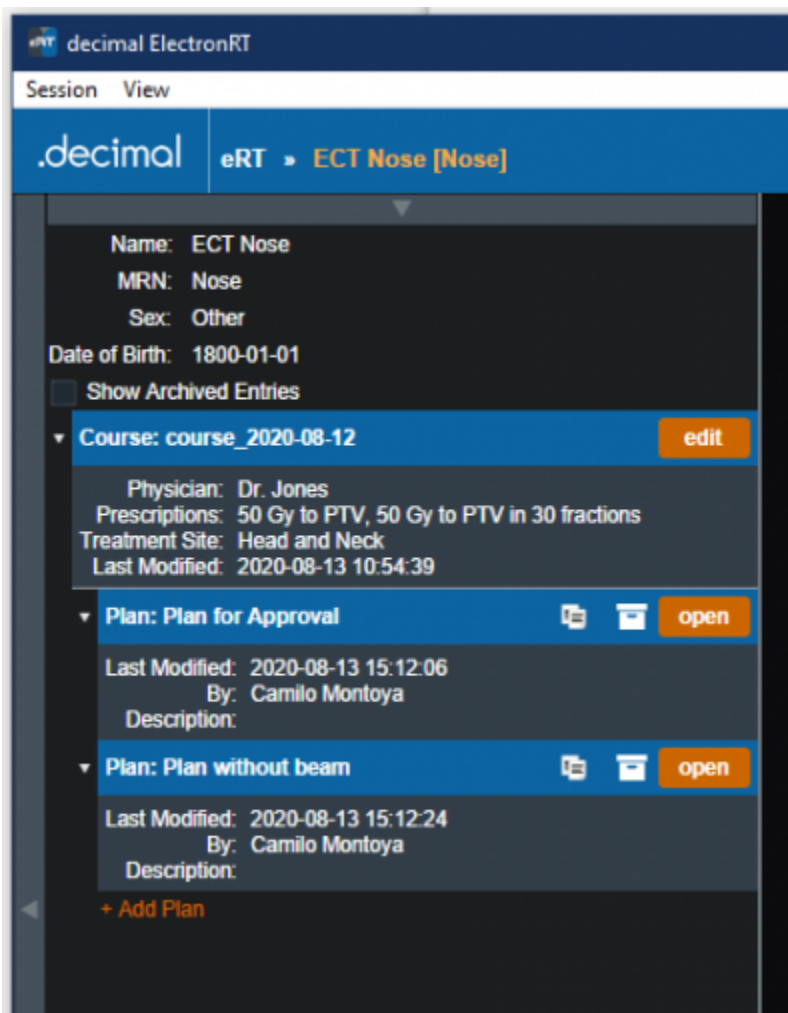 eRT decimal ElectronRT
Session View
.decimal eRT » ECT Nose [Nose]
Name: ECT Nose
MRN: Nose
Sex: Other
Date of Birth: 1800-01-01
Show Archived Entries
Course: course_2020-08-12 edit
Physician: Dr. Jones
Prescriptions: 50 Gy to PTV, 50 Gy to PTV in 30 fractions
Treatment Site: Head and Neck
Last Modified: 2020-08-13 10:54:39
Plan: Plan for Approval open
Last Modified: 2020-08-13 15:12:06
By: Camilo Montoya
Description:
Plan: Plan without beam open
Last Modified: 2020-08-13 15:12:24
By: Camilo Montoya
Description:
+ Add Plan